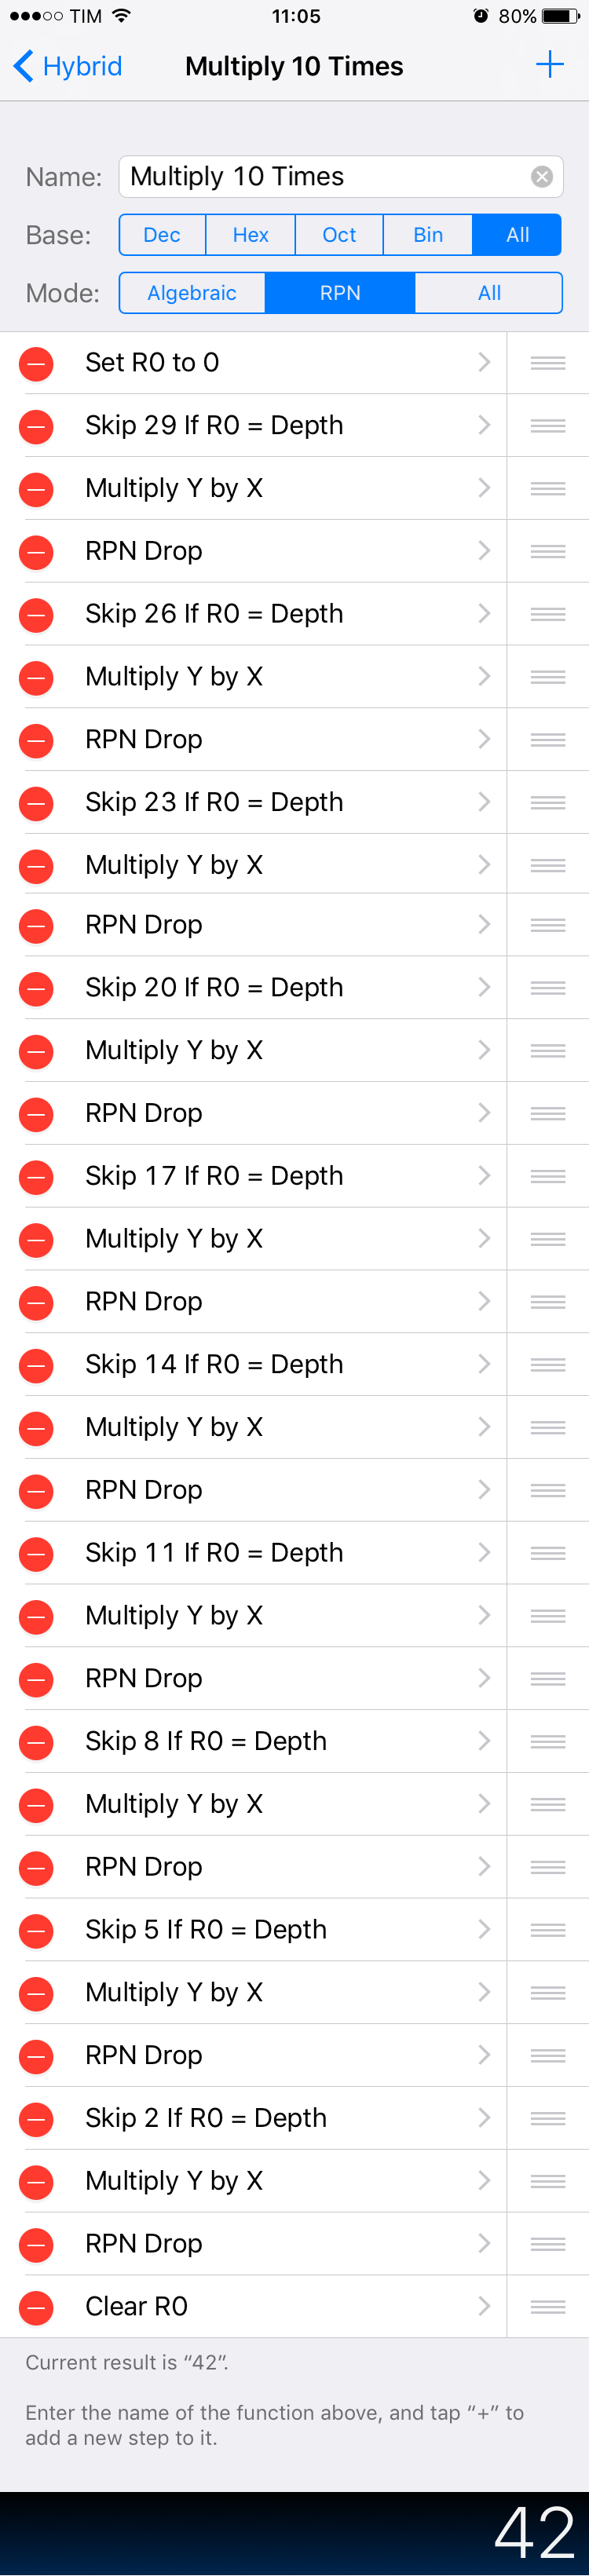 TIM 11:05 80%
Hybrid Multiply 10 Times
Name: Multiply 10 Times
Base: Dec Hex Oct Bin All
Mode: Algebraic RPN All
Set R0 to 0
Skip 29 If R0 = Depth
Multiply Y by X
RPN Drop
Skip 26 If R0 = Depth
Multiply Y by X
RPN Drop
Skip 23 If R0 = Depth
Multiply Y by X
RPN Drop
Skip 20 If R0 = Depth
Multiply Y by X
RPN Drop
Skip 17 If R0 = Depth
Multiply Y by X
RPN Drop
Skip 14 If R0 = Depth
Multiply Y by X
RPN Drop
Skip 11 If R0 = Depth
Multiply Y by X
RPN Drop
Skip 8 If R0 = Depth
Multiply Y by X
RPN Drop
Skip 5 If R0 = Depth
Multiply Y by X
RPN Drop
Skip 2 If R0 = Depth
Multiply Y by X
RPN Drop
Clear R0
Current result is “42”.
Enter the name of the function above, and tap “+” to
add a new step to it.
42